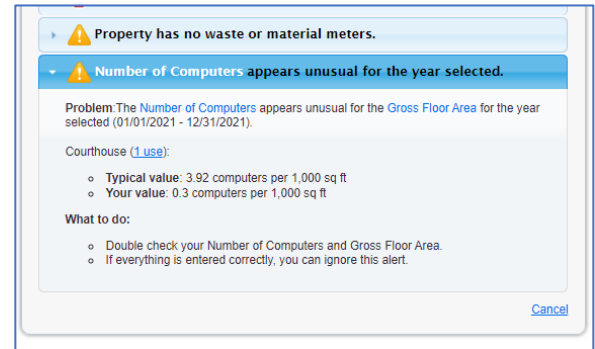 Property has no waste or material meters.
Number of Computers appears unusual for the year selected.
Problem:The Number of Computers appears unusual for the Gross Floor Area for the year
selected (01/01/2021 - 12/31/2021).
Courthouse (1 use):
Typical value: 3.92 computers per 1,000 sq ft
Your value: 0.3 computers per 1,000 sq ft
What to do:
Double check your Number of Computers and Gross Floor Area.
If everything is entered correctly, you can ignore this alert.
Cancel